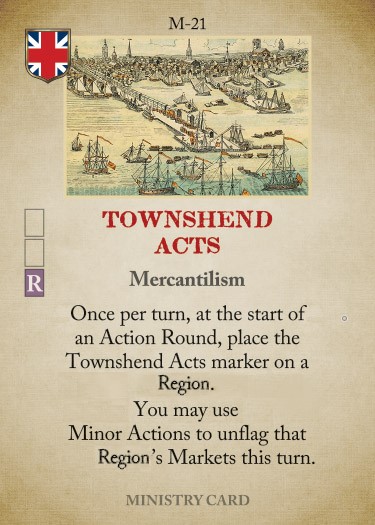 M-21
TOWNSHEND
ACTS
R
Mercantilism
Once per turn, at the start of
an Action Round, place the
Townshend Acts marker on a
Region.
You may use
Minor Actions to unflag that
Region's Markets this turn.
MINISTRY CARD